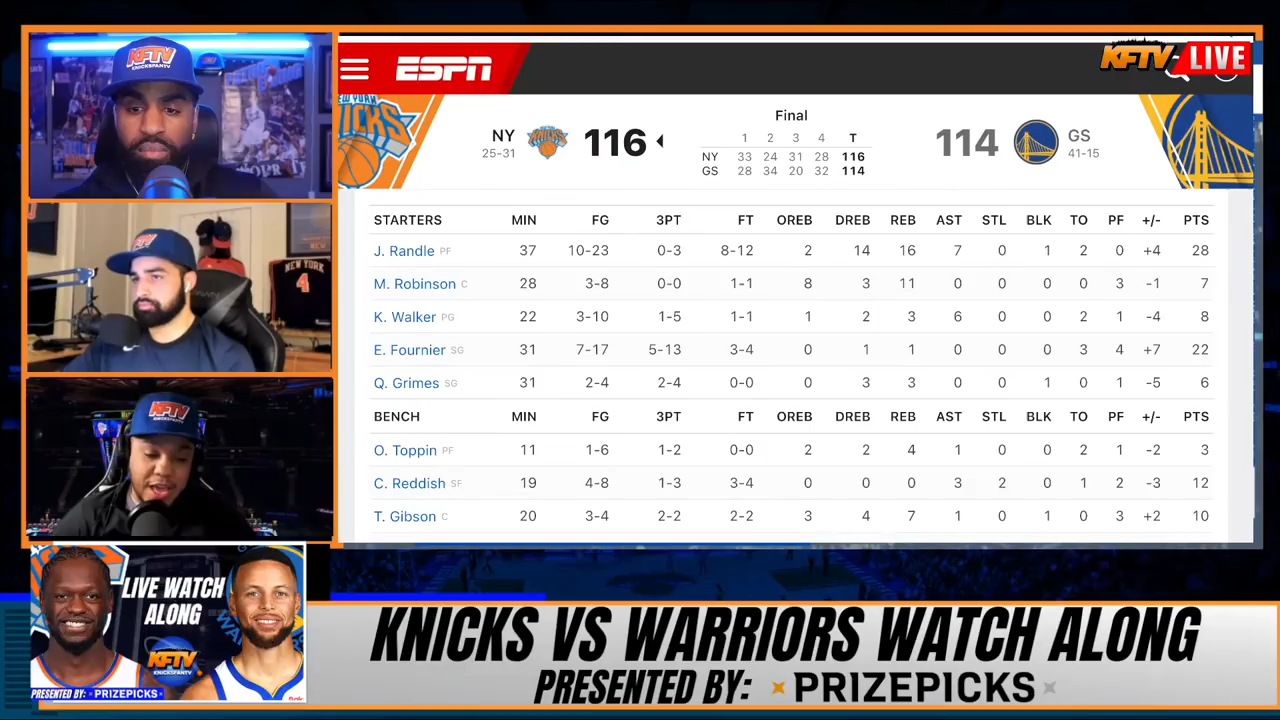 KFTV LIVE
ESPN
NEW YORK
KNICKS
Final
NY 116 114 GS
25-31 41-15
1 2 3 4 T
NY 33 24 31 28 116
GS 28 34 20 32 114
STARTERS MIN FG 3PT FT OREB DREB REB AST STL BLK TO PF +/- PTS
J. Randle PF 37 10-23 0-3 8-12 2 14 16 7 0 1 2 0 +4 28
M. Robinson C 28 3-8 0-0 1-1 8 3 11 0 0 0 0 3 -1 7
K. Walker PG 22 3-10 1-5 1-1 1 2 3 6 0 0 2 1 -4 8
E. Fournier SG 31 7-17 5-13 3-4 0 1 1 0 0 0 3 4 +7 22
Q. Grimes SG 31 2-4 2-4 0-0 0 3 3 0 0 1 0 1 -5 6
BENCH MIN FG 3PT FT OREB DREB REB AST STL BLK TO PF +/- PTS
O. Toppin PF 11 1-6 1-2 0-0 2 2 4 1 0 0 2 1 -2 3
C. Reddish SF 19 4-8 1-3 3-4 0 0 0 3 2 0 1 2 -3 12
T. Gibson C 20 3-4 2-2 2-2 3 4 7 1 0 1 0 3 +2 10
KFTV
KNICKSFANTV
NEW YORK
4
KFTV
LIVE WATCH
ALONG
KFTV
KNICKSFANTV
PRESENTED BY: PRIZEPICKS
KNICKS VS WARRIORS WATCH ALONG
PRESENTED BY: PRIZEPICKS